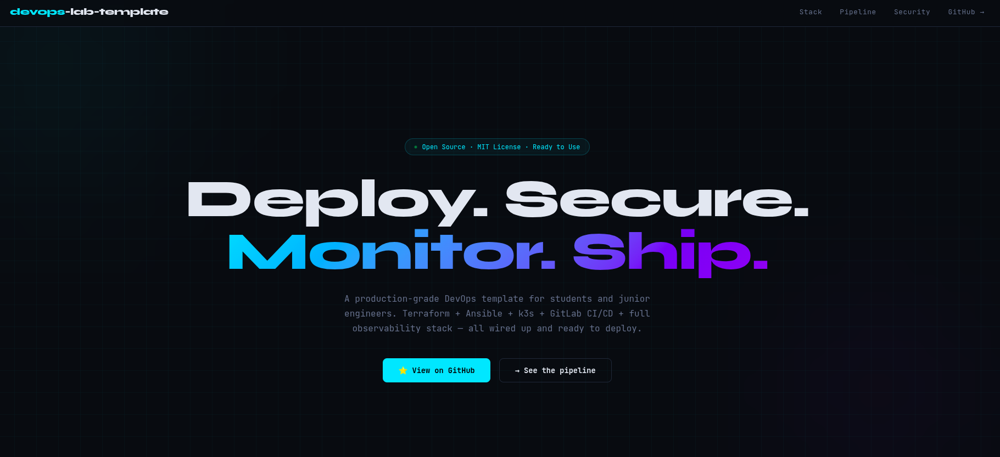 devops-lab-template
Stack
Pipeline
Security
GitHub →
Open Source · MIT License · Ready to Use
Deploy. Secure.
Monitor. Ship.
A production-grade DevOps template for students and junior
engineers. Terraform + Ansible + k3s + GitLab CI/CD + full
observability stack — all wired up and ready to deploy.
⭐ View on GitHub
→ See the pipeline